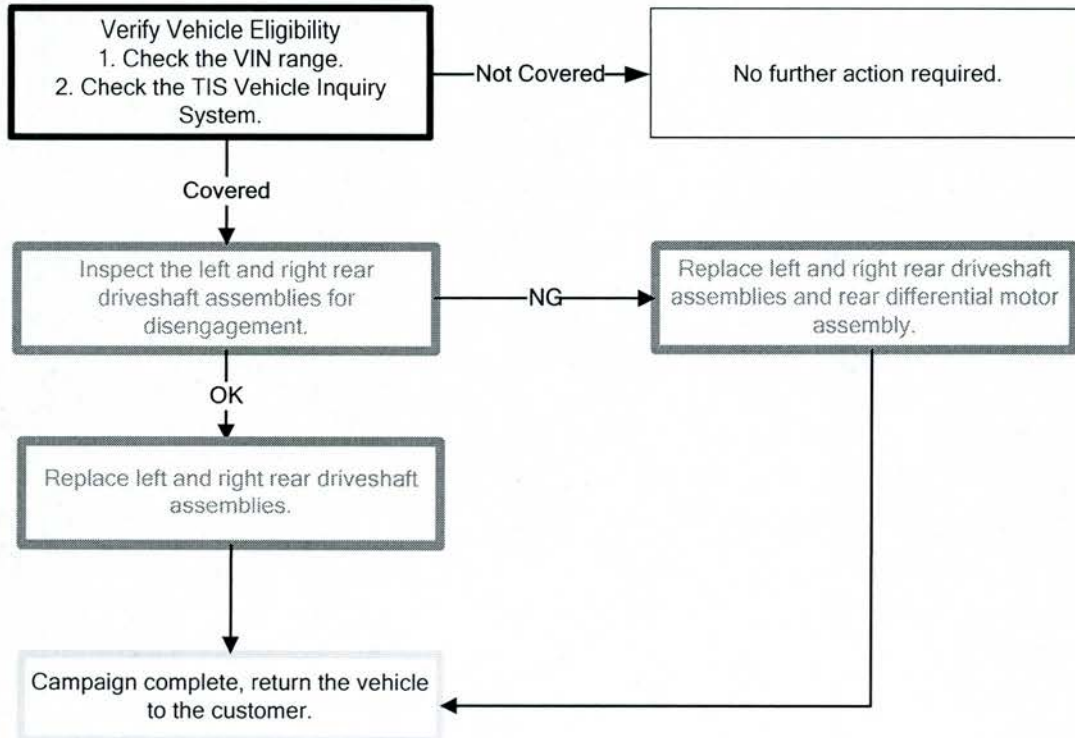 Verify Vehicle Eligibility
1. Check the VIN range.
2. Check the TIS Vehicle Inquiry
System.
Not Covered
No further action required.
Covered
Inspect the left and right rear
driveshaft assemblies for
disengagement.
NG
Replace left and right rear driveshaft
assemblies and rear differential motor
assembly.
OK
Replace left and right rear driveshaft
assemblies.
Campaign complete, return the vehicle
to the customer.